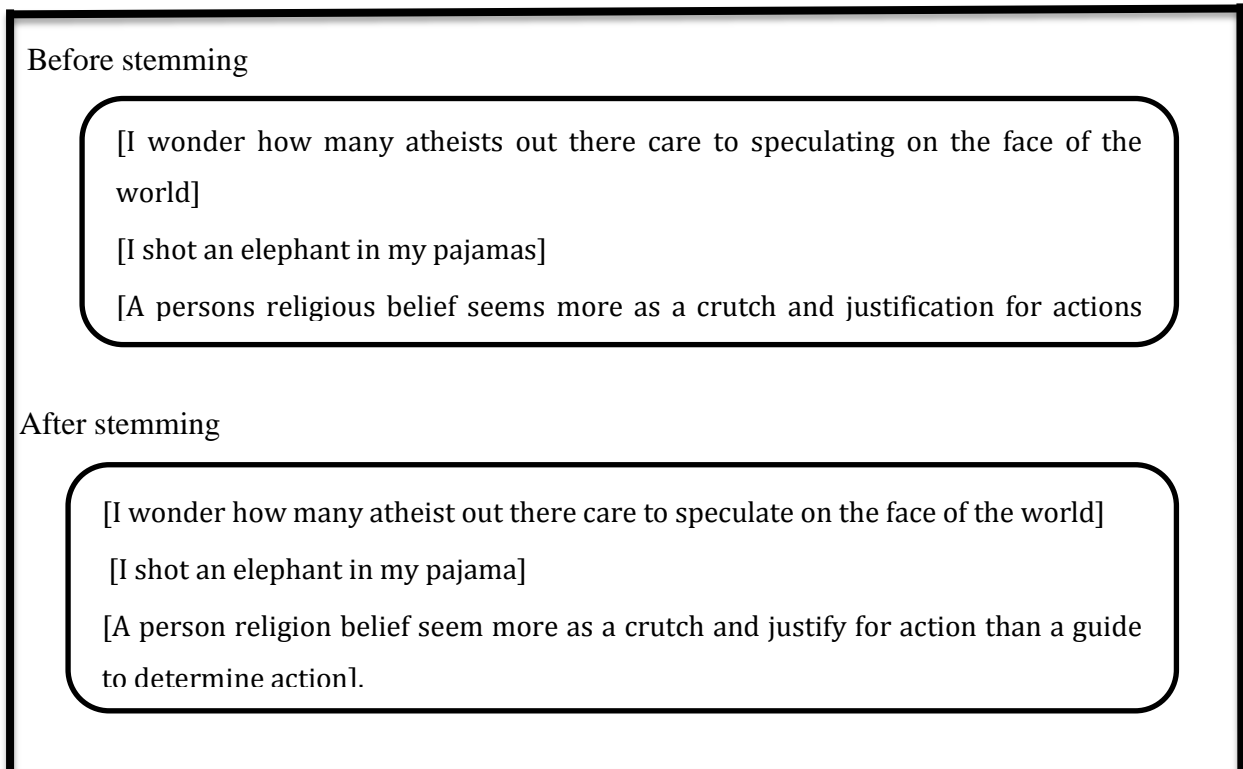 Before stemming
[I wonder how many atheists out there care to speculating on the face of the
world]
[I shot an elephant in my pajamas]
[A persons religious belief seems more as a crutch and justification for actions
After stemming
[I wonder how many atheist out there care to speculate on the face of the world]
[I shot an elephant in my pajama]
[A person religion belief seem more as a crutch and justify for action than a guide
to determine action].